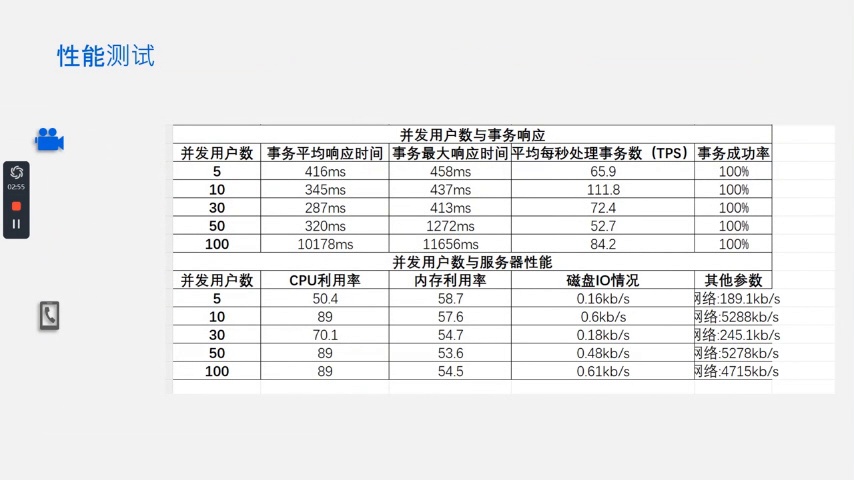 性能测试
02:55
并发用户数与事务响应
并发用户数 事务平均响应时间 事务最大响应时间 平均每秒处理事务数（TPS） 事务成功率
5 416ms 458ms 65.9 100%
10 345ms 437ms 111.8 100%
30 287ms 413ms 72.4 100%
50 320ms 1272ms 52.7 100%
100 10178ms 11656ms 84.2 100%
并发用户数与服务器性能
并发用户数 CPU利用率 内存利用率 磁盘IO情况 其他参数
5 50.4 58.7 0.16kb/s 网络:189.1kb/s
10 89 57.6 0.6kb/s 网络:5288kb/s
30 70.1 54.7 0.18kb/s 网络:245.1kb/s
50 89 53.6 0.48kb/s 网络:5278kb/s
100 89 54.5 0.61kb/s 网络:4715kb/s